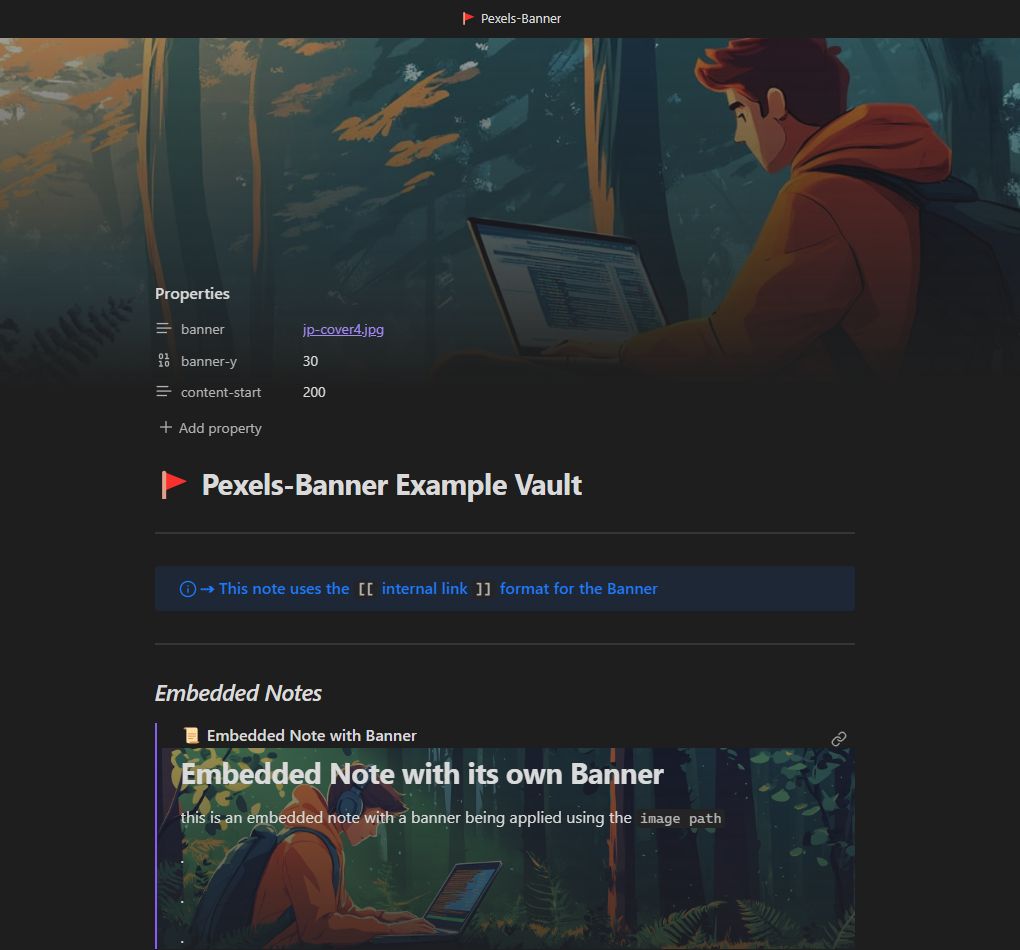 Pexels-Banner
Properties
banner jp-cover4.jpg
banner-y 30
content-start 200
Add property
Pexels-Banner Example Vault
→ This note uses the [[ internal link ]] format for the Banner
Embedded Notes
Embedded Note with Banner
Embedded Note with its own Banner
this is an embedded note with a banner being applied using the image path
.
.
.